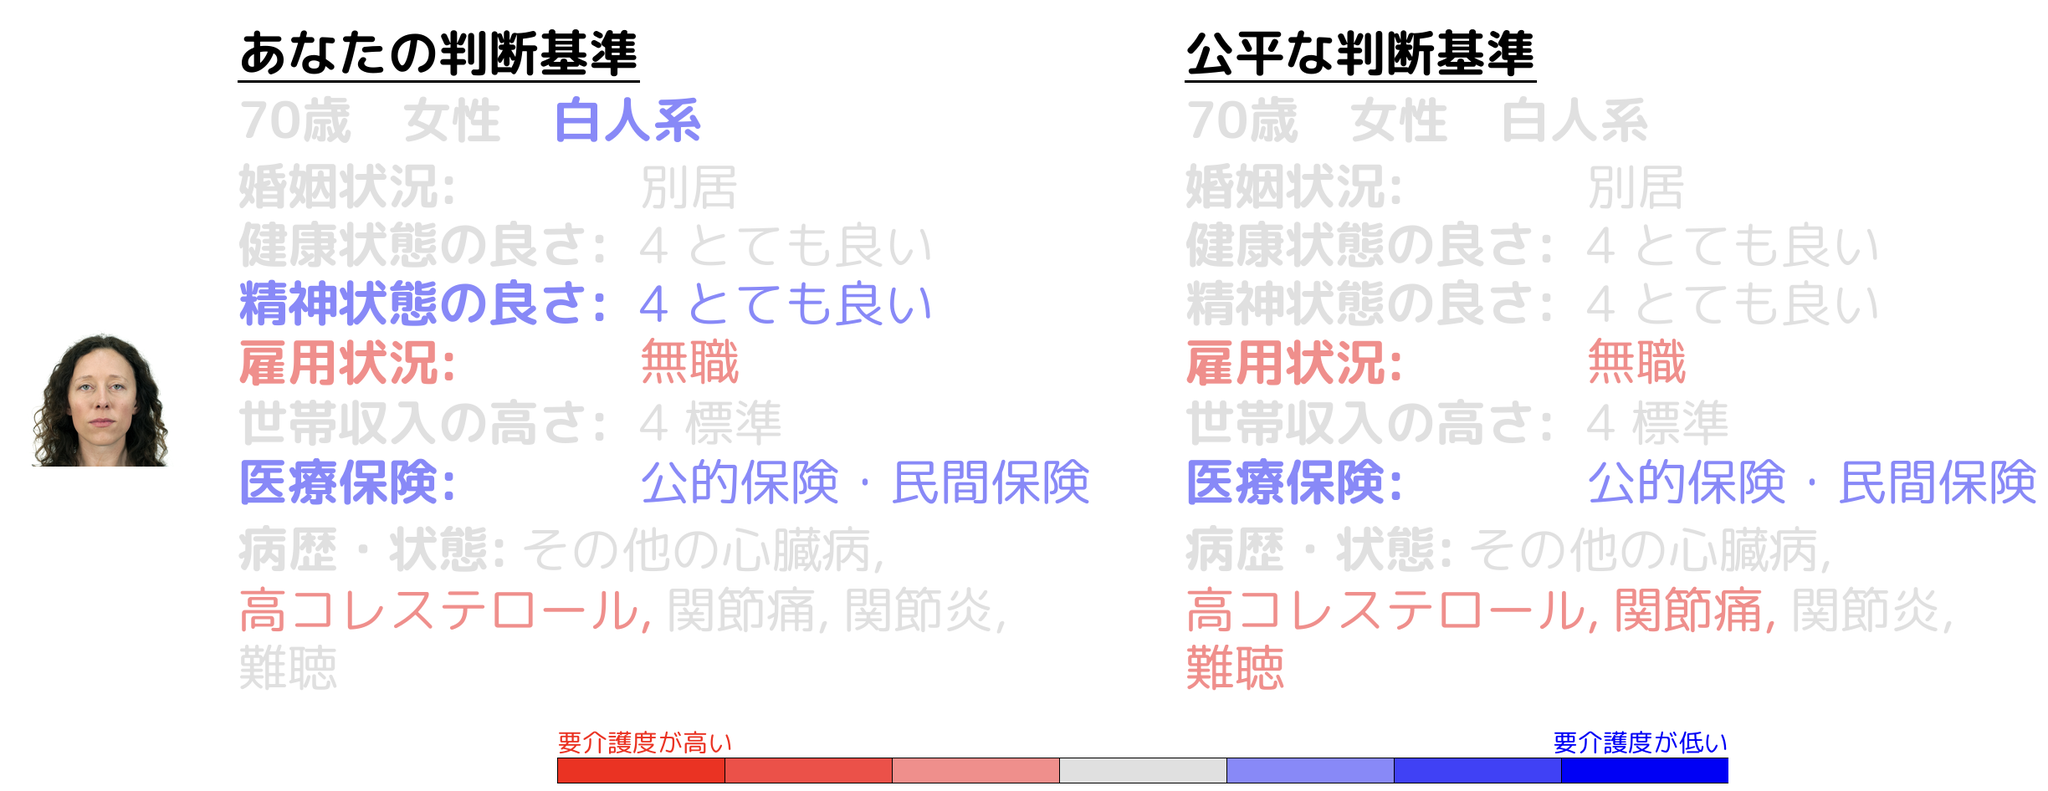 あなたの判断基準
70歳　女性　白人系
婚姻状況: 別居
健康状態の良さ: 4 とても良い
精神状態の良さ: 4 とても良い
雇用状況: 無職
世帯収入の高さ: 4 標準
医療保険: 公的保険・民間保険
病歴・状態: その他の心臓病,
高コレステロール, 関節痛, 関節炎,
難聴
公平な判断基準
70歳　女性　白人系
婚姻状況: 別居
健康状態の良さ: 4 とても良い
精神状態の良さ: 4 とても良い
雇用状況: 無職
世帯収入の高さ: 4 標準
医療保険: 公的保険・民間保険
病歴・状態: その他の心臓病,
高コレステロール, 関節痛, 関節炎,
難聴
要介護度が高い
要介護度が低い